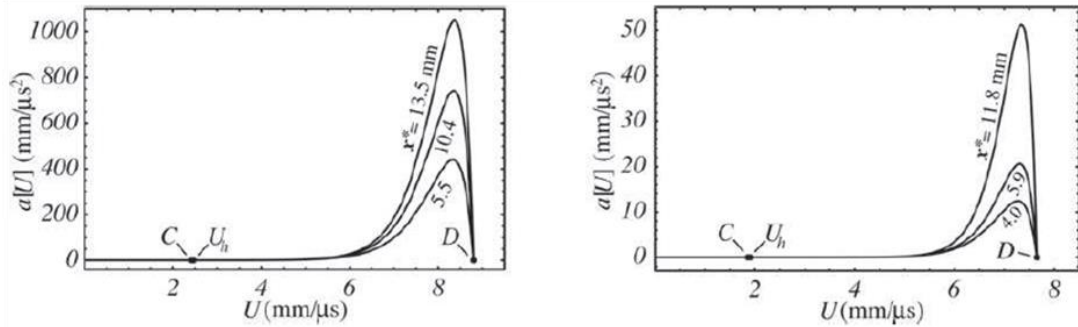 1000
800
600
400
200
0
a[U] (mm/μs²)
x*= 13.5 mm
10.4
5.5
C
U_h
D
2
4
6
8
U(mm/μs)
50
40
30
20
10
0
a[U] (mm/μs²)
x*= 11.8 mm
5.9
4.0
C
U_h
D
2
4
6
8
U(mm/μs)